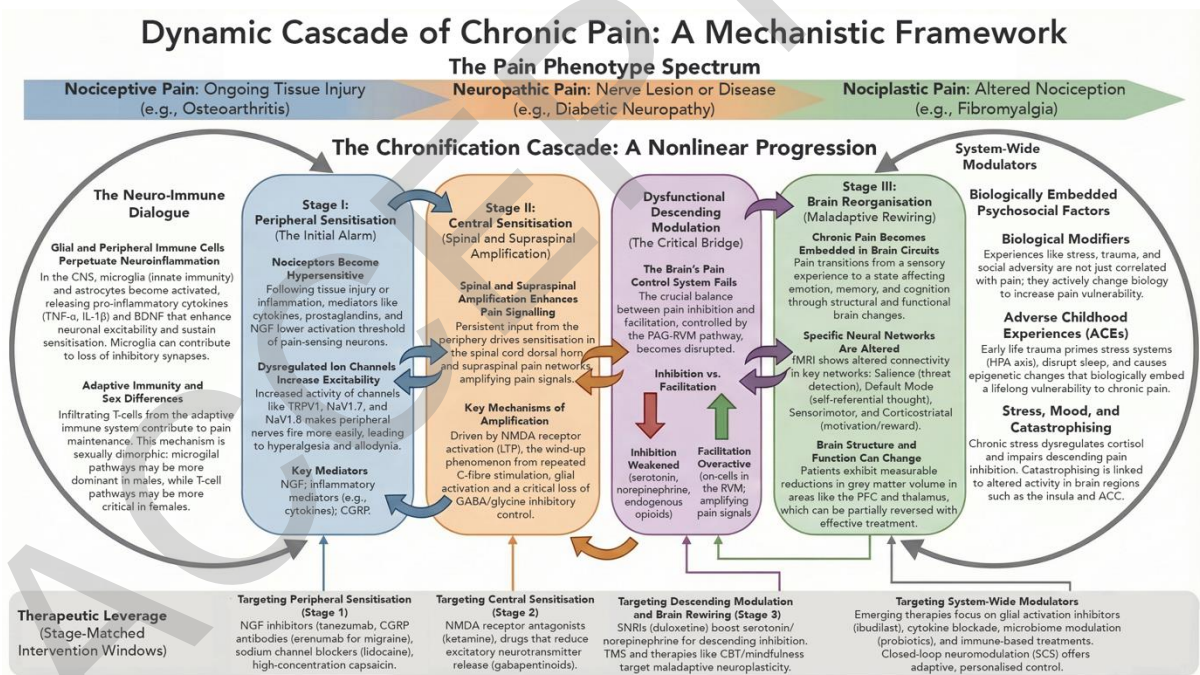 Dynamic Cascade of Chronic Pain: A Mechanistic Framework
The Pain Phenotype Spectrum
Nociceptive Pain: Ongoing Tissue Injury
(e.g., Osteoarthritis)
Neuropathic Pain: Nerve Lesion or Disease
(e.g., Diabetic Neuropathy)
Nociplastic Pain: Altered Nociception
(e.g., Fibromyalgia)
The Chronification Cascade: A Nonlinear Progression
The Neuro-Immune
Dialogue
Glial and Peripheral Immune Cells
Perpetuate Neuroinflammation
In the CNS, microglia (innate immunity)
and astrocytes become activated,
releasing pro-inflammatory cytokines
(TNF-α, IL-1β) and BDNF that enhance
neuronal excitability and sustain
sensitisation. Microglia can contribute
to loss of inhibitory synapses.
Adaptive Immunity and
Sex Differences
Infiltrating T-cells from the adaptive
immune system contribute to pain
maintenance. This mechanism is
sexually dimorphic: microgilal
pathways may be more
dominant in males, while T-cell
pathways may be more
critical in females.
Stage I:
Peripheral Sensitisation
(The Initial Alarm)
Nociceptors Become
Hypersensitive
Following tissue injury or
inflammation, mediators like
cytokines, prostaglandins, and
NGF lower activation threshold
of pain-sensing neurons.
Dysregulated Ion Channels
Increase Excitability
Increased activity of channels
like TRPV1, NaV1.7, and
NaV1.8 makes peripheral
nerves fire more easily, leading
to hyperalgesia and allodynia.
Key Mediators
NGF; inflammatory
mediators (e.g.,
cytokines); CGRP.
Stage II:
Central Sensitisation
(Spinal and Supraspinal
Amplification)
Spinal and Supraspinal
Amplification Enhances
Pain Signalling
Persistent input from the
periphery drives sensitisation in
the spinal cord dorsal horn
and supraspinal pain networks,
amplifying pain signals.
Key Mechanisms of
Amplification
Driven by NMDA receptor
activation (LTP), the wind-up
phenomenon from repeated
C-fibre stimulation, glial
activation and a critical loss of
GABA/glycine inhibitory
control.
Dysfunctional
Descending
Modulation
(The Critical Bridge)
The Brain's Pain
Control System Fails
The crucial balance
between pain inhibition
and facilitation, controlled
by the PAG-RVM pathway,
becomes disrupted.
Inhibition vs.
Facilitation
Inhibition
Weakened
(serotonin,
norepinephrine,
endogenous
opioids)
Facilitation
Overactive
(on-cells in
the RVM;
amplifying
pain signals
Stage III:
Brain Reorganisation
(Maladaptive Rewiring)
Chronic Pain Becomes
Embedded in Brain Circuits
Pain transitions from a sensory
experience to a state affecting
emotion, memory, and cognition
through structural and functional
brain changes.
Specific Neural Networks
Are Altered
fMRI shows altered connectivity
in key networks: Salience (threat
detection), Default Mode
(self-referential thought),
Sensorimotor, and Corticostriatal
(motivation/reward).
Brain Structure and
Function Can Change
Patients exhibit measurable
reductions in grey matter volume in
areas like the PFC and thalamus,
which can be partially reversed with
effective treatment.
System-Wide
Modulators
Biologically Embedded
Psychosocial Factors
Biological Modifiers
Experiences like stress, trauma, and
social adversity are not just correlated
with pain; they actively change biology
to increase pain vulnerability.
Adverse Childhood
Experiences (ACEs)
Early life trauma primes stress systems
(HPA axis), disrupt sleep, and causes
epigenetic changes that biologically embed
a lifelong vulnerability to chronic pain.
Stress, Mood, and
Catastrophising
Chronic stress dysregulates cortisol
and impairs descending pain
inhibition. Catastrophising is linked
to altered activity in brain regions
such as the insula and ACC.
Therapeutic Leverage
(Stage-Matched
Intervention Windows)
Targeting Peripheral Sensitisation
(Stage 1)
NGF inhibitors (tanezumab, CGRP
antibodies (erenumab for migraine),
sodium channel blockers (lidocaine),
high-concentration capsaicin.
Targeting Central Sensitisation
(Stage 2)
NMDA receptor antagonists
(ketamine), drugs that reduce
excitatory neurotransmitter
release (gabapentinoids).
Targeting Descending Modulation
and Brain Rewiring (Stage 3)
SNRIs (duloxetine) boost serotonin/
norepinephrine for descending inhibition.
TMS and therapies like CBT/mindfulness
target maladaptive neuroplasticity.
Targeting System-Wide Modulators
Emerging therapies focus on glial activation inhibitors
(ibudilast), cytokine blockade, microbiome modulation
(probiotics), and immune-based treatments.
Closed-loop neuromodulation (SCS) offers
adaptive, personalised control.
ACCEPT